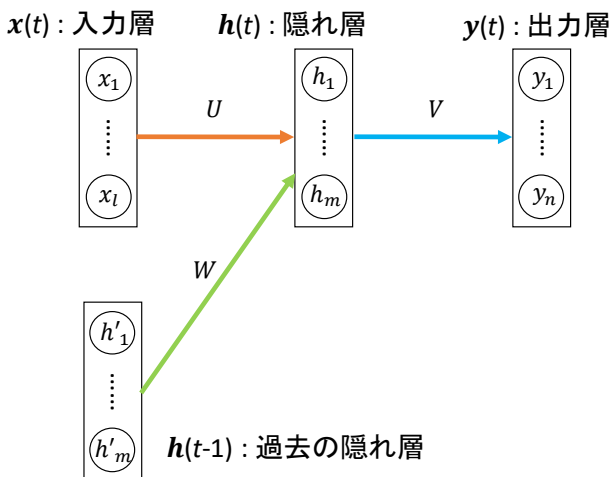 x(t) : 入力層
h(t) : 隠れ層
y(t) : 出力層
x₁
h₁
y₁
U
V
xₗ
hₘ
yₙ
W
h'₁
h'ₘ
h(t-1) : 過去の隠れ層